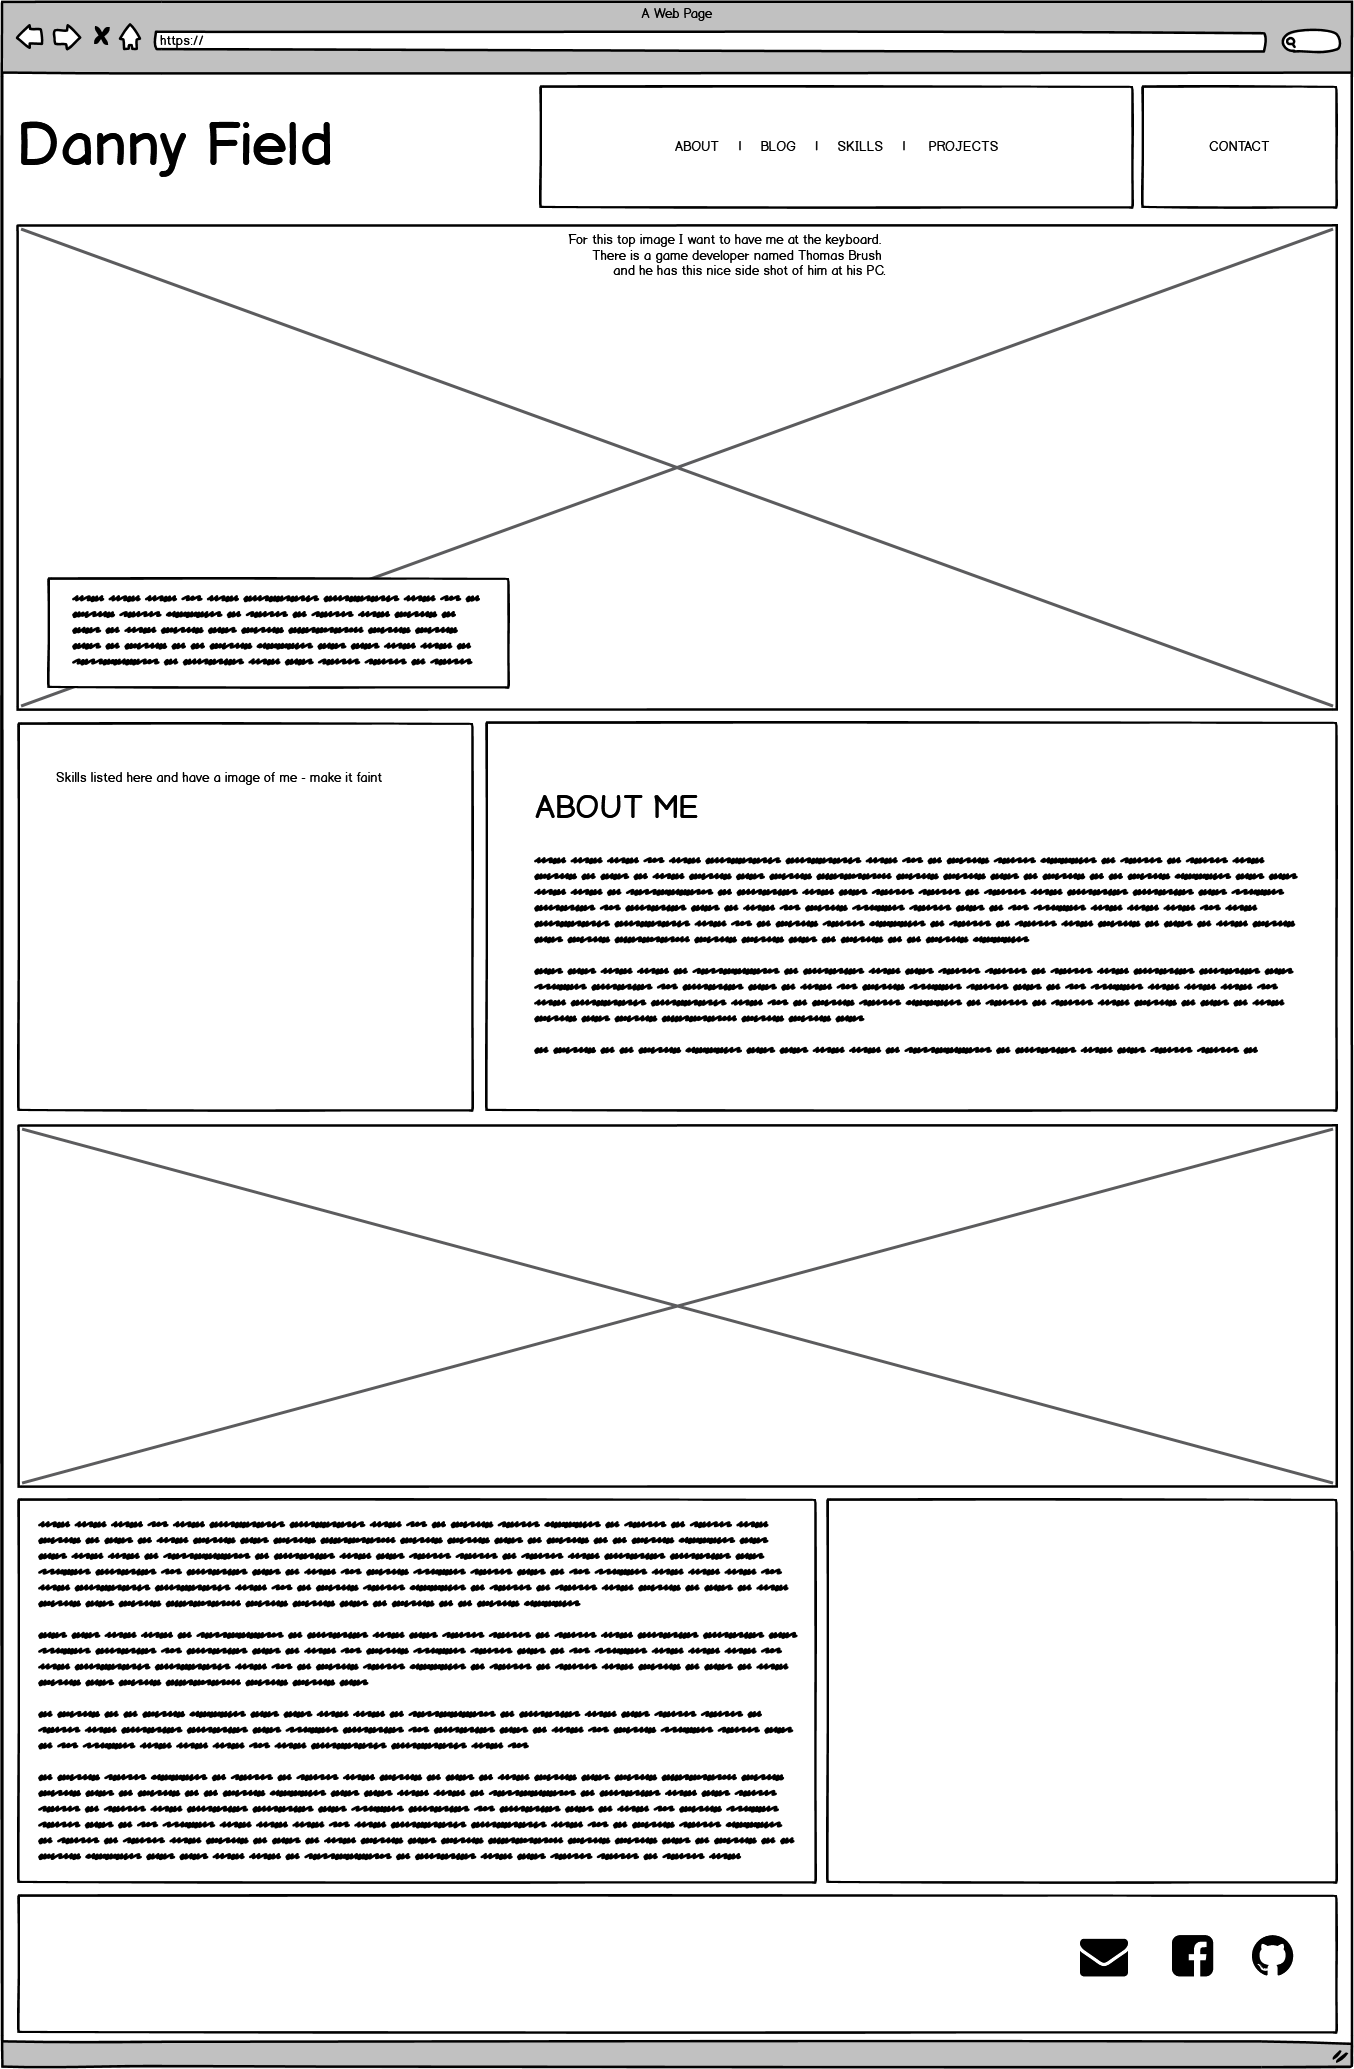 A Web Page
https://
Danny Field
ABOUT | BLOG | SKILLS | PROJECTS
CONTACT
For this top image I want to have me at the keyboard.
There is a game developer named Thomas Brush
and he has this nice side shot of him at his PC.
Skills listed here and have a image of me - make it faint
ABOUT ME